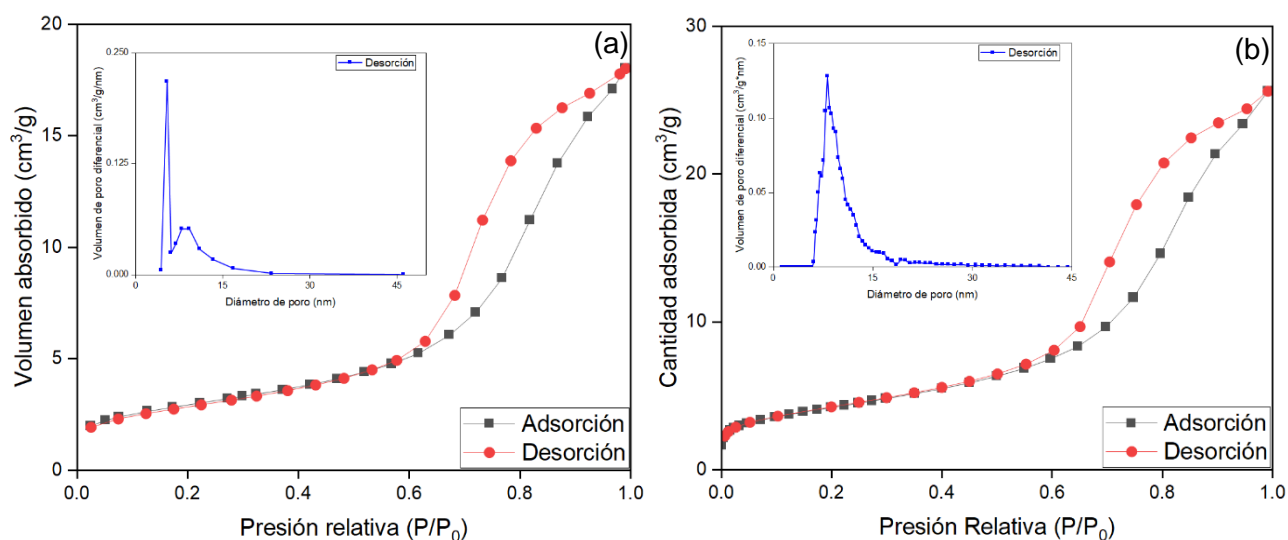 (a)
Volumen absorbido (cm³/g)
20
15
10
5
0
0.0 0.2 0.4 0.6 0.8 1.0
Presión relativa (P/P₀)
Adsorción
Desorción
Volumen de poro diferencial (cm³/g/nm)
0.250
0.125
0.000
0 15 30 45
Diámetro de poro (nm)
Desorción
(b)
Cantidad adsorbida (cm³/g)
30
20
10
0
0.0 0.2 0.4 0.6 0.8 1.0
Presión Relativa (P/P₀)
Adsorción
Desorción
Volumen de poro diferencial (cm³/g*nm)
0.15
0.10
0.05
0.00
0 15 30 45
Diámetro de poro (nm)
Desorción